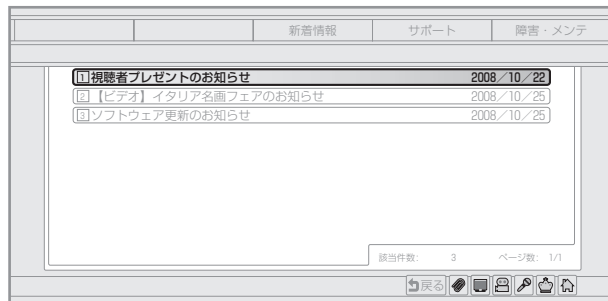 新着情報 サポート 障害・メンテ
1 視聴者プレゼントのお知らせ 2008/10/22
2 【ビデオ】イタリア名画フェアのお知らせ 2008/10/25
3 ソフトウェア更新のお知らせ 2008/10/25
該当件数: 3 ページ数: 1/1
戻る